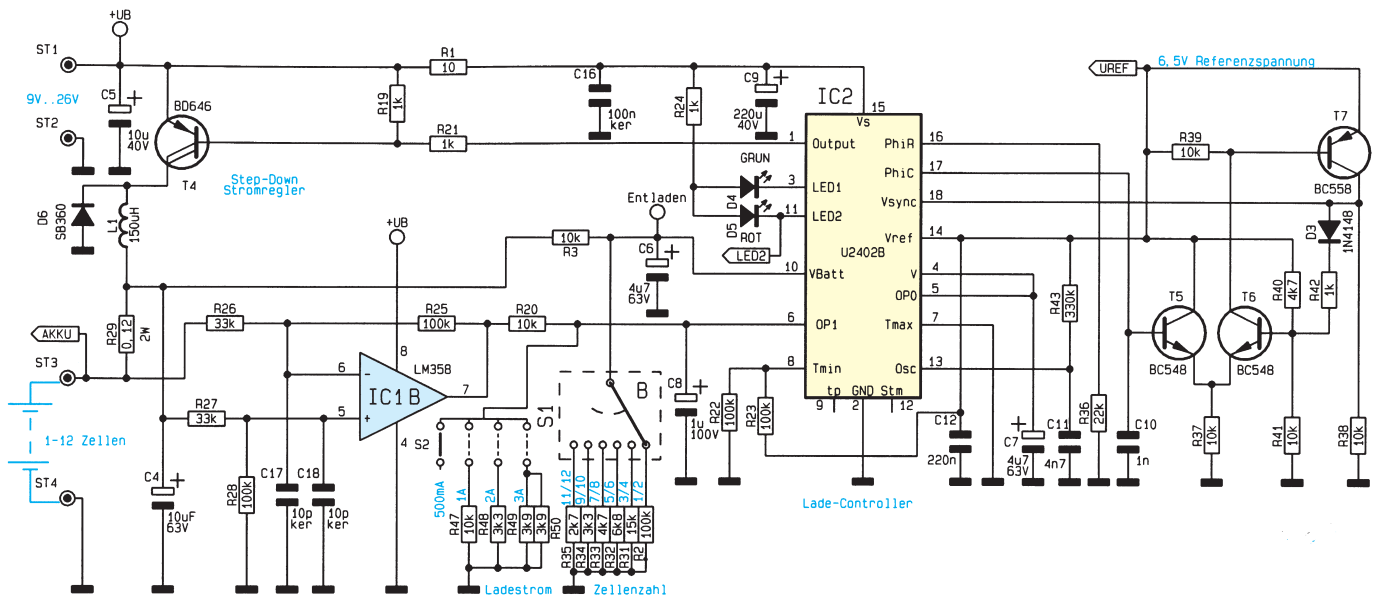 +UB
ST1
9V..26V
ST2
C5
+
10u
40V
BD646
T4
R19
1k
R1
10
R21
1k
C16
100n
ker
R24
1k
C9
+
220u
40V
Step-Down
Stromregler
D6
SB360
L1
150uH
GRUN
D4
D5
ROT
LED2
Entladen
10k
R3
C6
+
4u7
63V
IC2
15
Vs
1
Output
3
LED1
11
LED2
U2402B
10
VBatt
6
OP1
8
Tmin
tp
GND
Stm
9
2
12
PhiR
16
PhiC
17
Vsync
18
Vref
14
V
4
OPO
5
Tmax
7
Osc
13
UREF
6,5V Referenzspannung
R39
10k
T7
BC558
D3
1N4148
R40
4k7
R42
1k
R43
330k
T5
BC548
T6
BC548
R37
10k
R41
10k
R38
10k
C12
220n
C7
+
4u7
63V
C11
4n7
R36
22k
C10
1n
Lade-Controller
AKKU
ST3
R29
0,12
2W
1-12 Zellen
ST4
R26
33k
R27
33k
C4
+
10uF
63V
R28
100k
C17
10p
ker
C18
10p
ker
+UB
R25
100k
R20
10k
8
LM358
6
-
IC1B
7
5
+
4
S2
500mA
1A
2A
3A
R47
10k
R48
3k3
R49
3k9
3k9
R50
Ladestrom
S1
B
11/12
9/10
7/8
5/6
3/4
1/2
2k7
3k3
4k7
6k8
15k
100k
R35
R34
R33
R32
R31
R2
Zellenzahl
C8
+
1u
100V
R22
100k
R23
100k